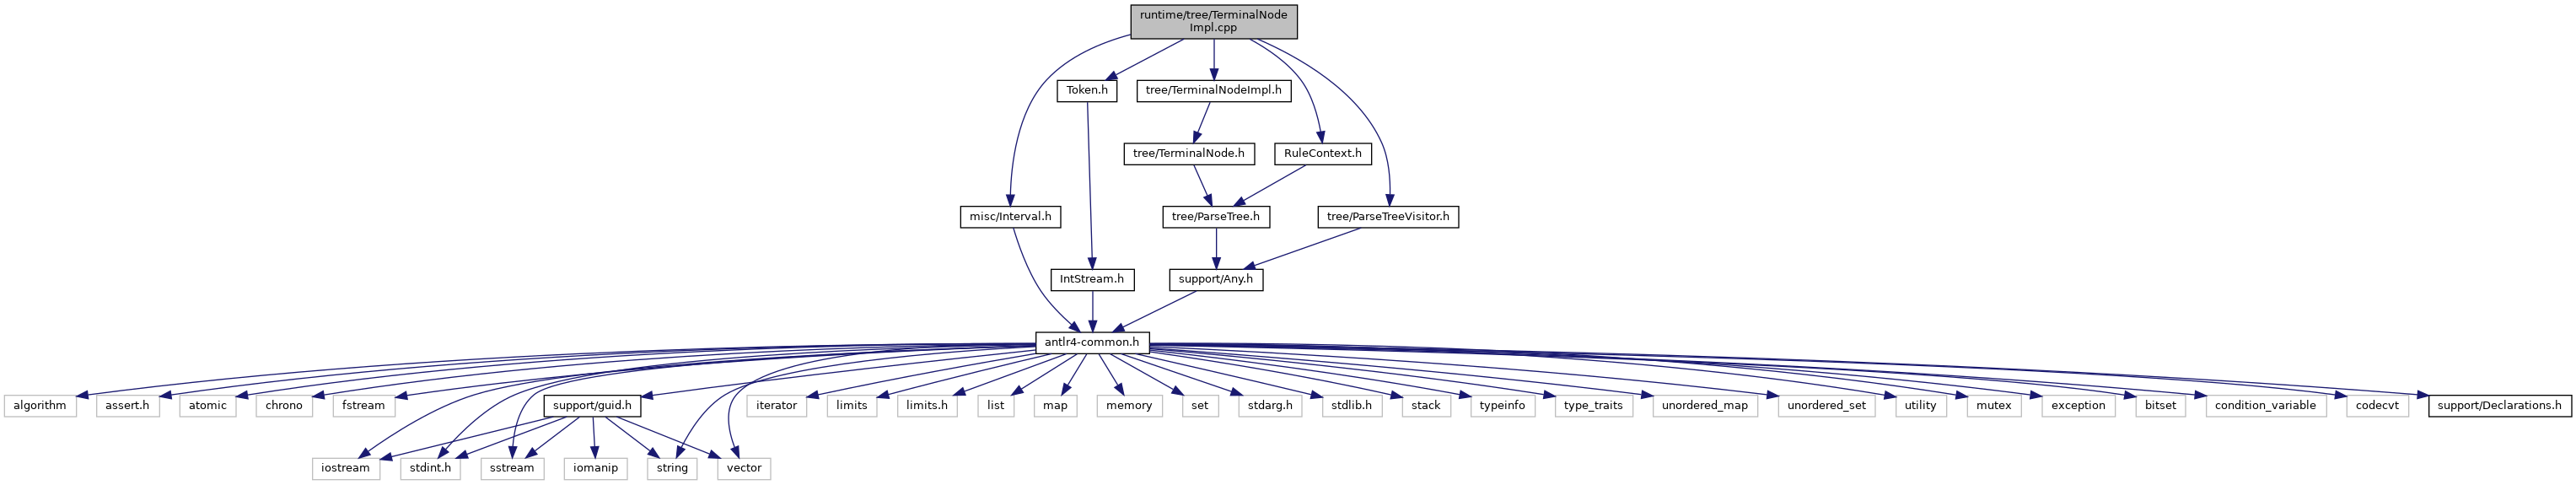 runtime/tree/TerminalNode
Impl.cpp
Token.h
tree/TerminalNodeImpl.h
tree/TerminalNode.h
RuleContext.h
misc/Interval.h
tree/ParseTree.h
tree/ParseTreeVisitor.h
IntStream.h
support/Any.h
antlr4-common.h
algorithm
assert.h
atomic
chrono
fstream
support/guid.h
iterator
limits
limits.h
list
map
memory
set
stdarg.h
stdlib.h
stack
typeinfo
type_traits
unordered_map
unordered_set
utility
mutex
exception
bitset
condition_variable
codecvt
support/Declarations.h
iostream
stdint.h
sstream
iomanip
string
vector